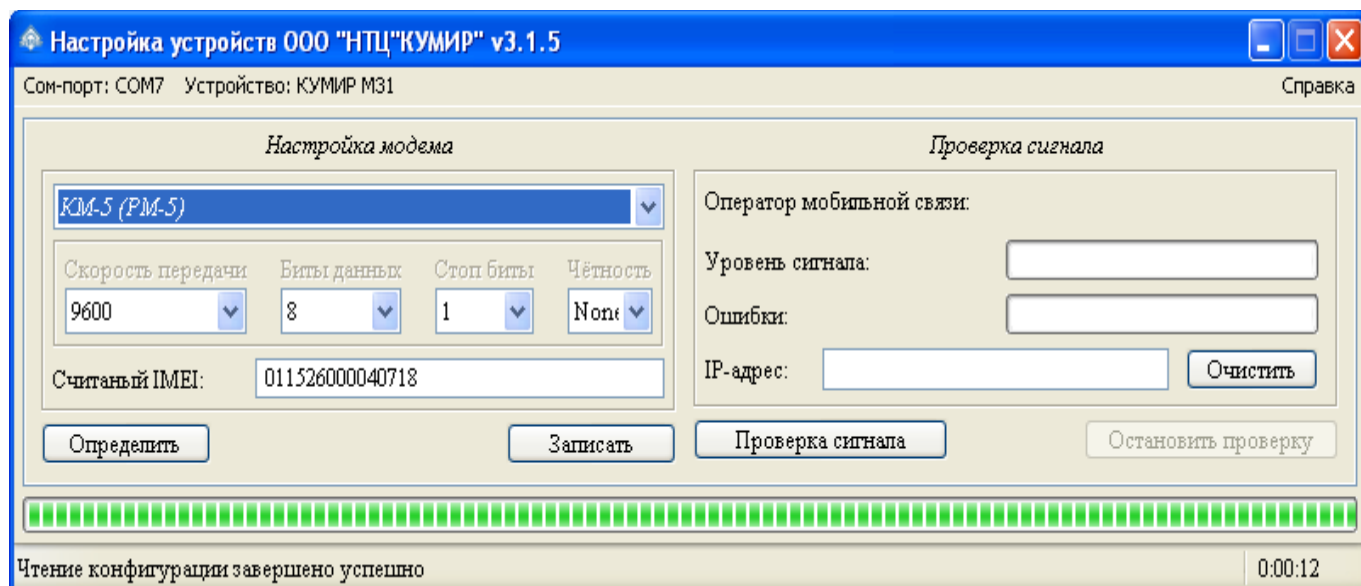 Настройка устройств ООО "НТЦ"КУМИР" v3.1.5
Сом-порт: COM7 Устройство: КУМИР М31 Справка
Настройка модема
КМ-5 (РМ-5)
Скорость передачи Биты данных Стоп биты Чётность
9600 8 1 None
Считаный IMEI: 011526000040718
Определить Записать
Проверка сигнала
Оператор мобильной связи:
Уровень сигнала:
Ошибки:
IP-адрес: Очистить
Проверка сигнала Остановить проверку
Чтение конфигурации завершено успешно 0:00:12